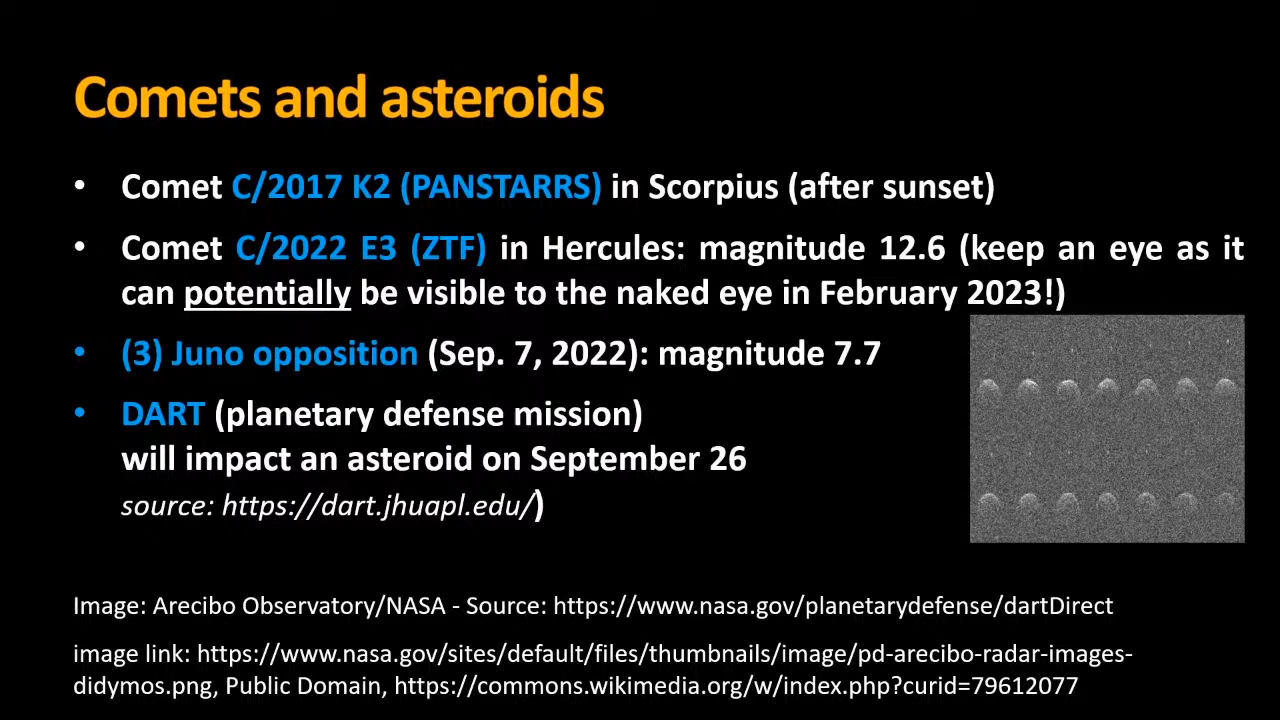 Comets and asteroids
• Comet C/2017 K2 (PANSTARRS) in Scorpius (after sunset)
• Comet C/2022 E3 (ZTF) in Hercules: magnitude 12.6 (keep an eye as it
can potentially be visible to the naked eye in February 2023!)
• (3) Juno opposition (Sep. 7, 2022): magnitude 7.7
• DART (planetary defense mission)
will impact an asteroid on September 26
source: https://dart.jhuapl.edu/)
Image: Arecibo Observatory/NASA - Source: https://www.nasa.gov/planetarydefense/dartDirect
image link: https://www.nasa.gov/sites/default/files/thumbnails/image/pd-arecibo-radar-images-
didymos.png, Public Domain, https://commons.wikimedia.org/w/index.php?curid=79612077